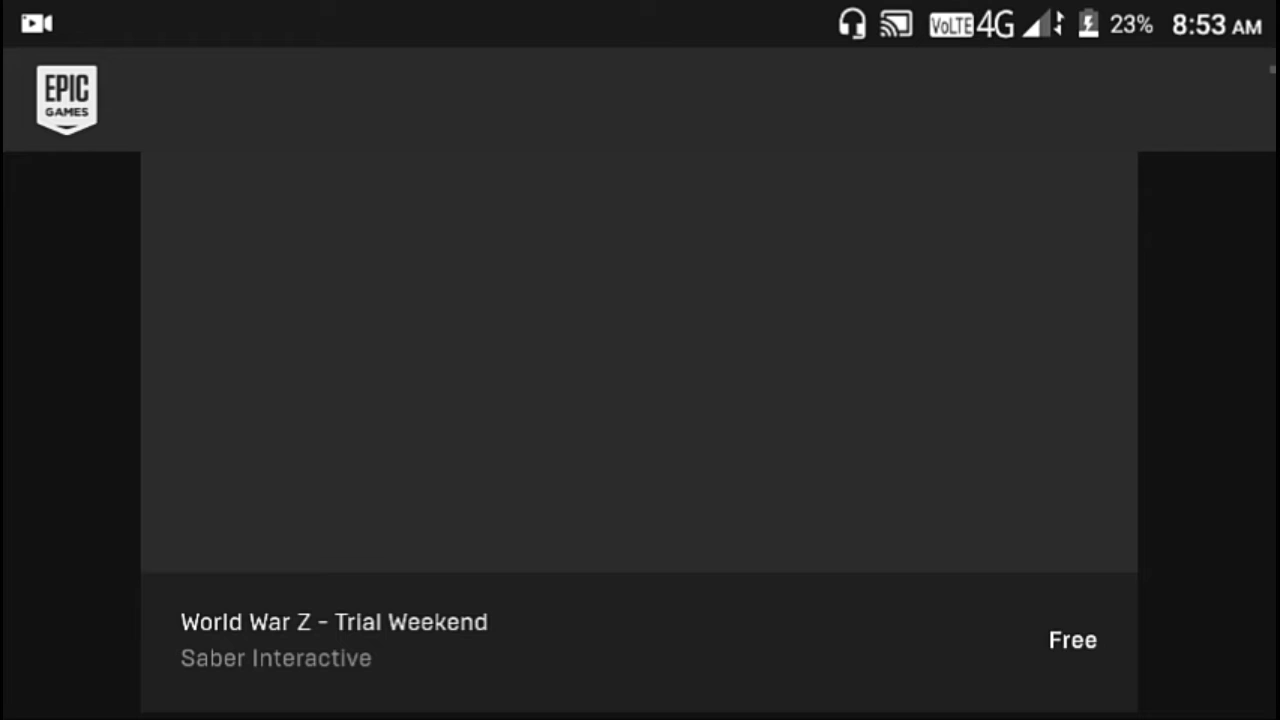 VoLTE 4G 23% 8:53 AM
EPIC
GAMES
World War Z - Trial Weekend
Saber Interactive
Free